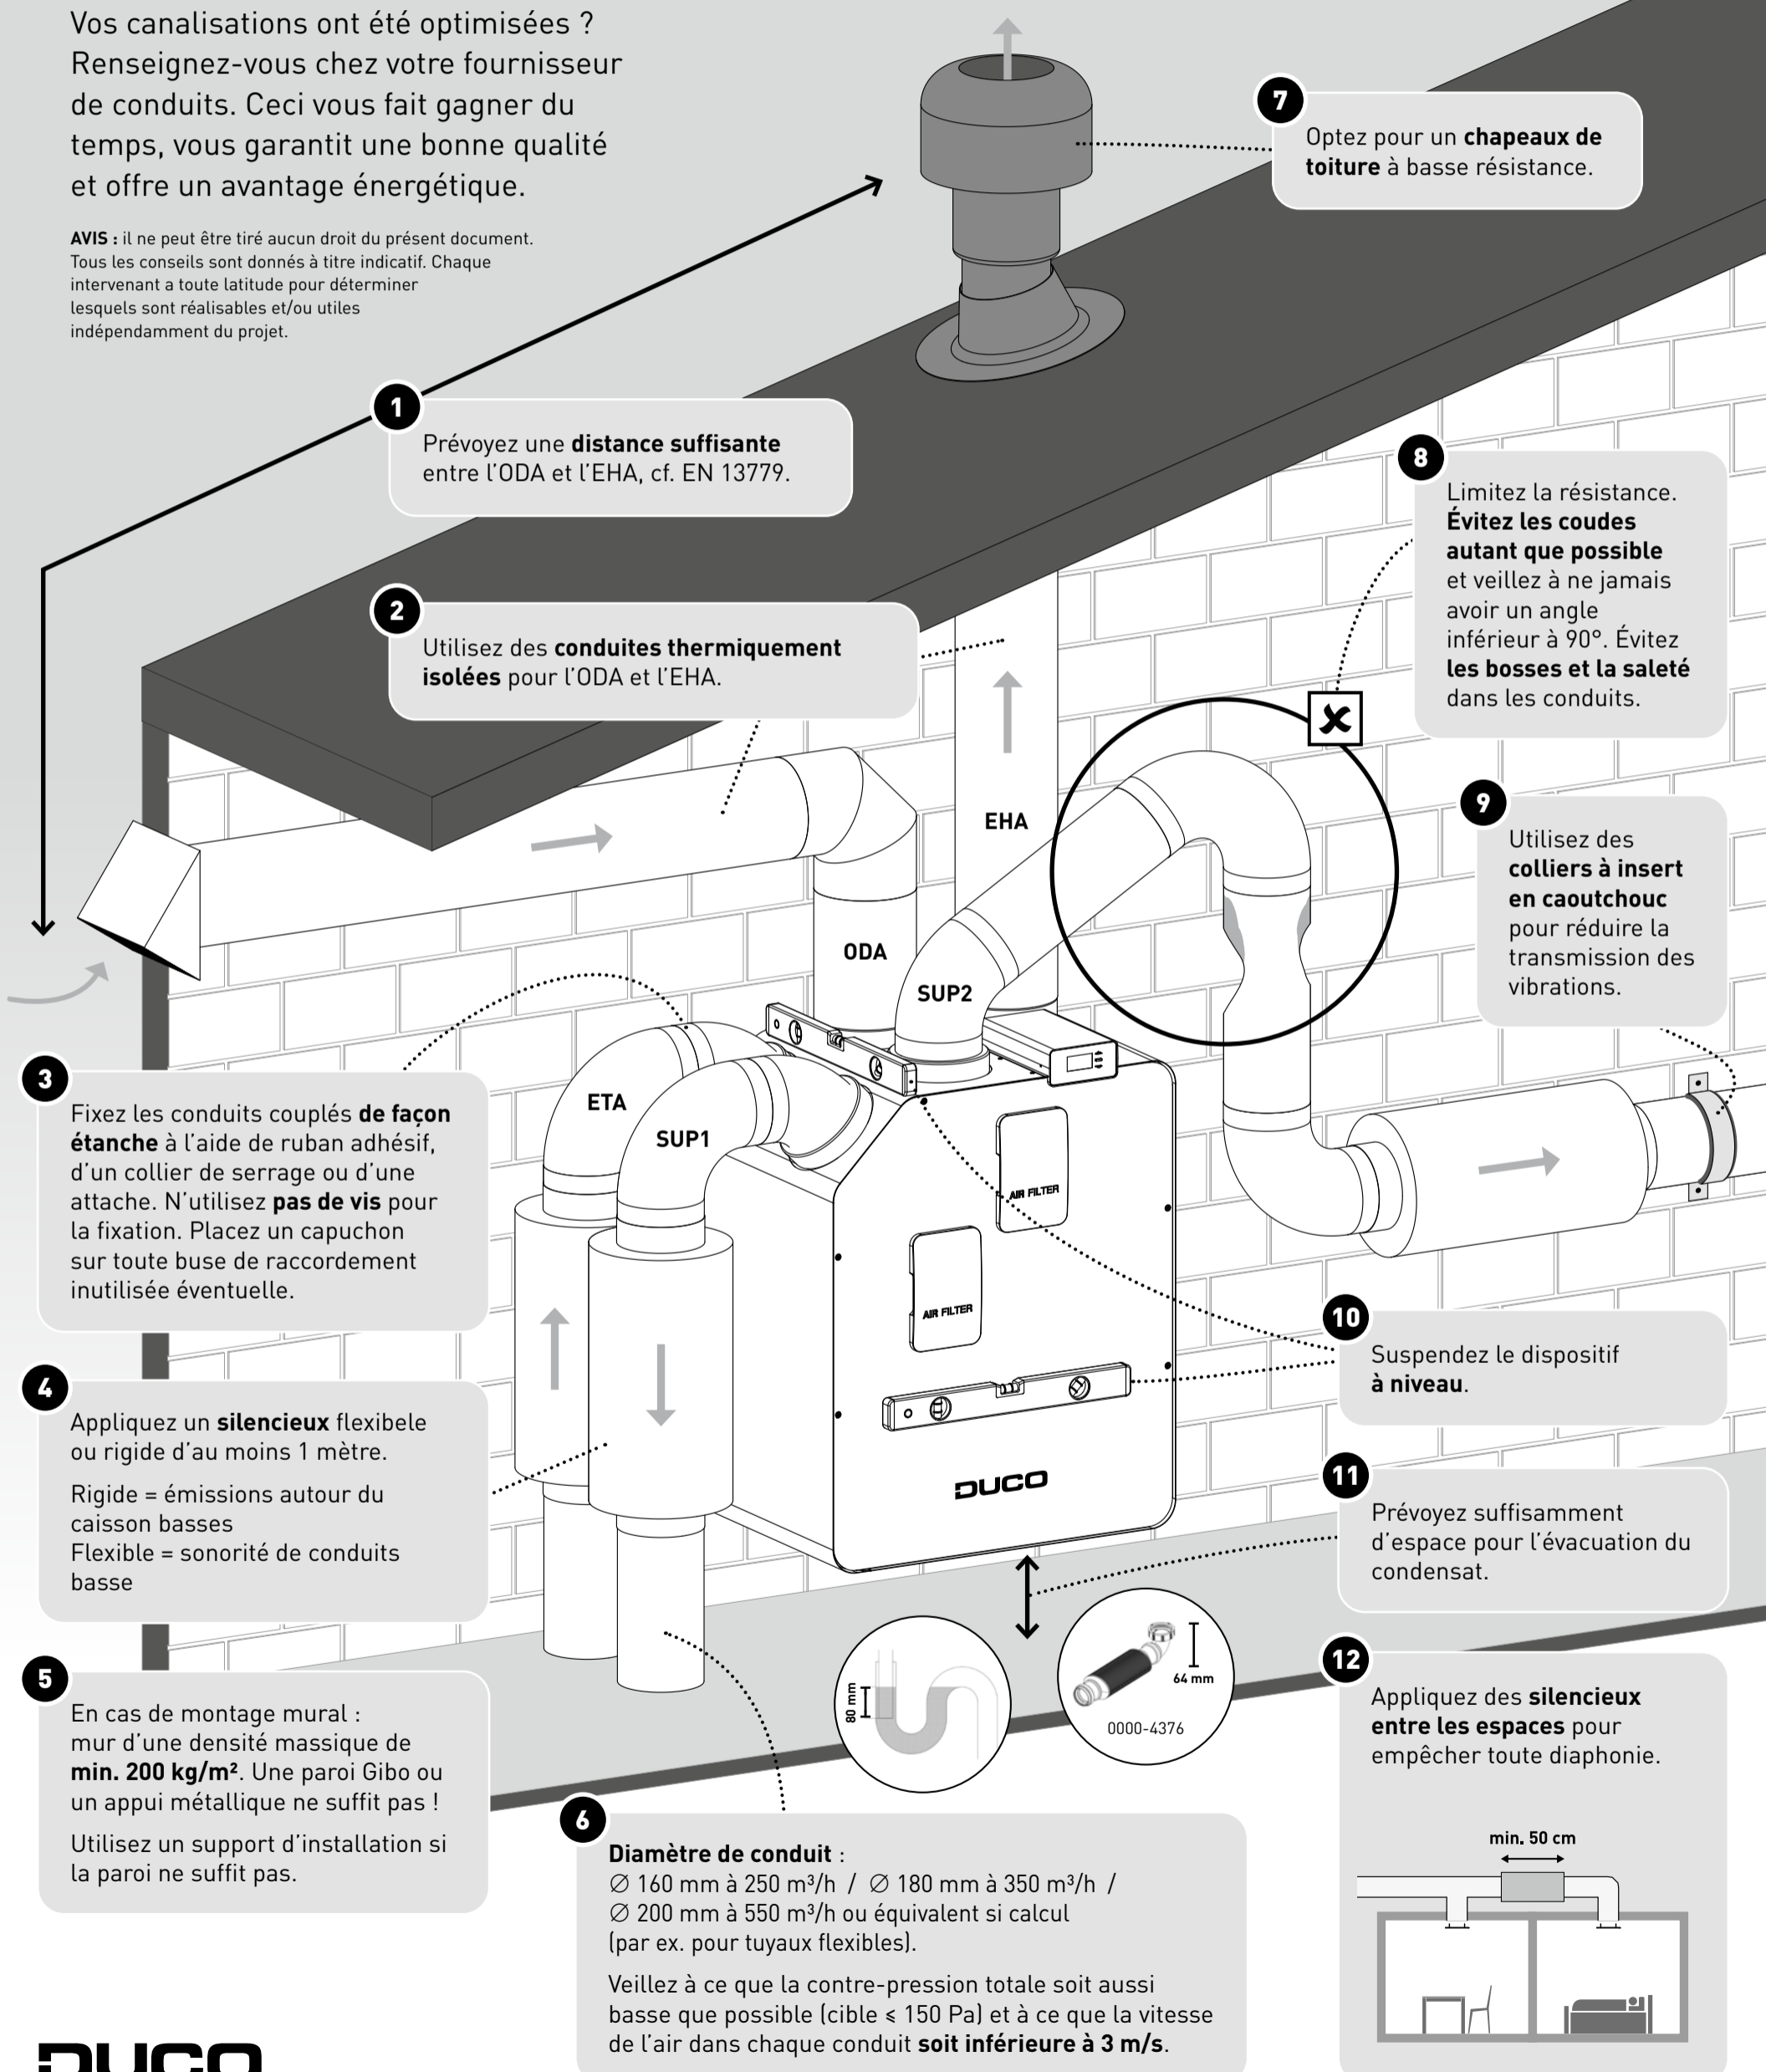 Vos canalisations ont été optimisées ?
Renseignez-vous chez votre fournisseur
de conduits. Ceci vous fait gagner du
temps, vous garantit une bonne qualité
et offre un avantage énergétique.
AVIS : il ne peut être tiré aucun droit du présent document.
Tous les conseils sont donnés à titre indicatif. Chaque
intervenant a toute latitude pour déterminer
lesquels sont réalisables et/ou utiles
indépendamment du projet.
1
Prévoyez une distance suffisante
entre l'ODA et l'EHA, cf. EN 13779.
2
Utilisez des conduites thermiquement
isolées pour l'ODA et l'EHA.
3
Fixez les conduits couplés de façon
étanche à l'aide de ruban adhésif,
d'un collier de serrage ou d'une
attache. N'utilisez pas de vis pour
la fixation. Placez un capuchon
sur toute buse de raccordement
inutilisée éventuelle.
4
Appliquez un silencieux flexibele
ou rigide d'au moins 1 mètre.
Rigide = émissions autour du
caisson basses
Flexible = sonorité de conduits
basse
5
En cas de montage mural :
mur d'une densité massique de
min. 200 kg/m². Une paroi Gibo ou
un appui métallique ne suffit pas !
Utilisez un support d'installation si
la paroi ne suffit pas.
6
Diamètre de conduit :
∅ 160 mm à 250 m³/h / ∅ 180 mm à 350 m³/h /
∅ 200 mm à 550 m³/h ou équivalent si calcul
(par ex. pour tuyaux flexibles).
Veillez à ce que la contre-pression totale soit aussi
basse que possible (cible ⩽ 150 Pa) et à ce que la vitesse
de l'air dans chaque conduit soit inférieure à 3 m/s.
7
Optez pour un chapeaux de
toiture à basse résistance.
8
Limitez la résistance.
Évitez les coudes
autant que possible
et veillez à ne jamais
avoir un angle
inférieur à 90°. Évitez
les bosses et la saleté
dans les conduits.
9
Utilisez des
colliers à insert
en caoutchouc
pour réduire la
transmission des
vibrations.
10
Suspendez le dispositif
à niveau.
11
Prévoyez suffisamment
d'espace pour l'évacuation du
condensat.
12
Appliquez des silencieux
entre les espaces pour
empêcher toute diaphonie.
min. 50 cm
EHA
ODA
SUP2
ETA
SUP1
AIR FILTER
AIR FILTER
DUCO
80 mm
64 mm
0000-4376
DUCO